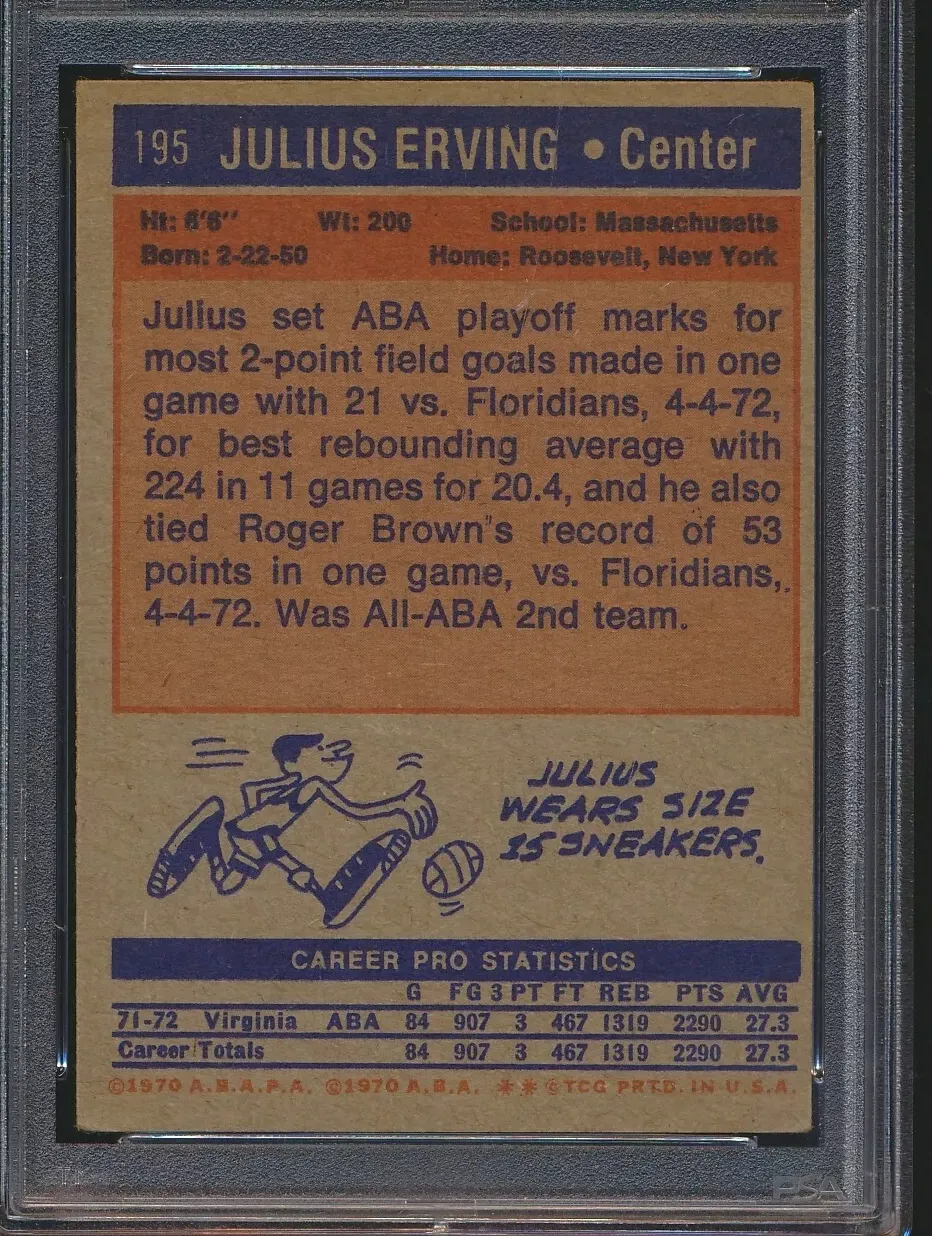 195 JULIUS ERVING • Center
Ht: 6'6" Wt: 200 School: Massachusetts
Born: 2-22-50 Home: Roosevelt, New York
Julius set ABA playoff marks for
most 2-point field goals made in one
game with 21 vs. Floridians, 4-4-72,
for best rebounding average with
224 in 11 games for 20.4, and he also
tied Roger Brown"s record of 53
points in one game, vs. Floridians,.
4-4-72. Was All-ABA 2nd team.
JULIUS
WEARS SIZE
15 SNEAKERS.
CAREER PRO STATISTICS
G FG 3 PT FT REB PTS AVG
71-72 Virginia ABA 84 907 3 467 1319 2290 27.3
Career Totals 84 907 3 467 1319 2290 27.3
©1970 A.B.A.P.A. ©1970 A.B.A. ** ©TCG PRTD. IN U.S.A.
PSA